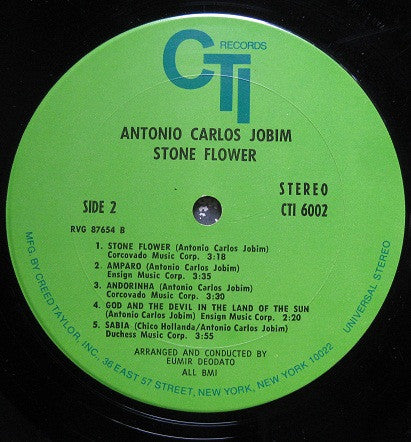 RECORDS
CTI
ANTONIO CARLOS JOBIM
STONE FLOWER
STEREO
SIDE 2
CTI 6002
RVG 87654 B
1. STONE FLOWER (Antonio Carlos Jobim)
Corcovado Music Corp. 3:18
2. AMPARO (Antonio Carlos Jobim)
Ensign Music Corp. 3:35
3. ANDORINHA (Antonio Carlos Jobim)
Corcovado Music Corp. 3:30
4. GOD AND THE DEVIL IN THE LAND OF THE SUN
(Antonio Carlos Jobim) Ensign Music Corp. 2:20
5. SABIA (Chico Hollanda/Antonio Carlos Jobim)
Duchess Music Corp. 3:55
ARRANGED AND CONDUCTED BY
EUMIR DEODATO
ALL BMI
MFG. BY CREED TAYLOR, INC. 36 EAST 57 STREET, NEW YORK, NEW YORK 10022
UNIVERSAL STEREO